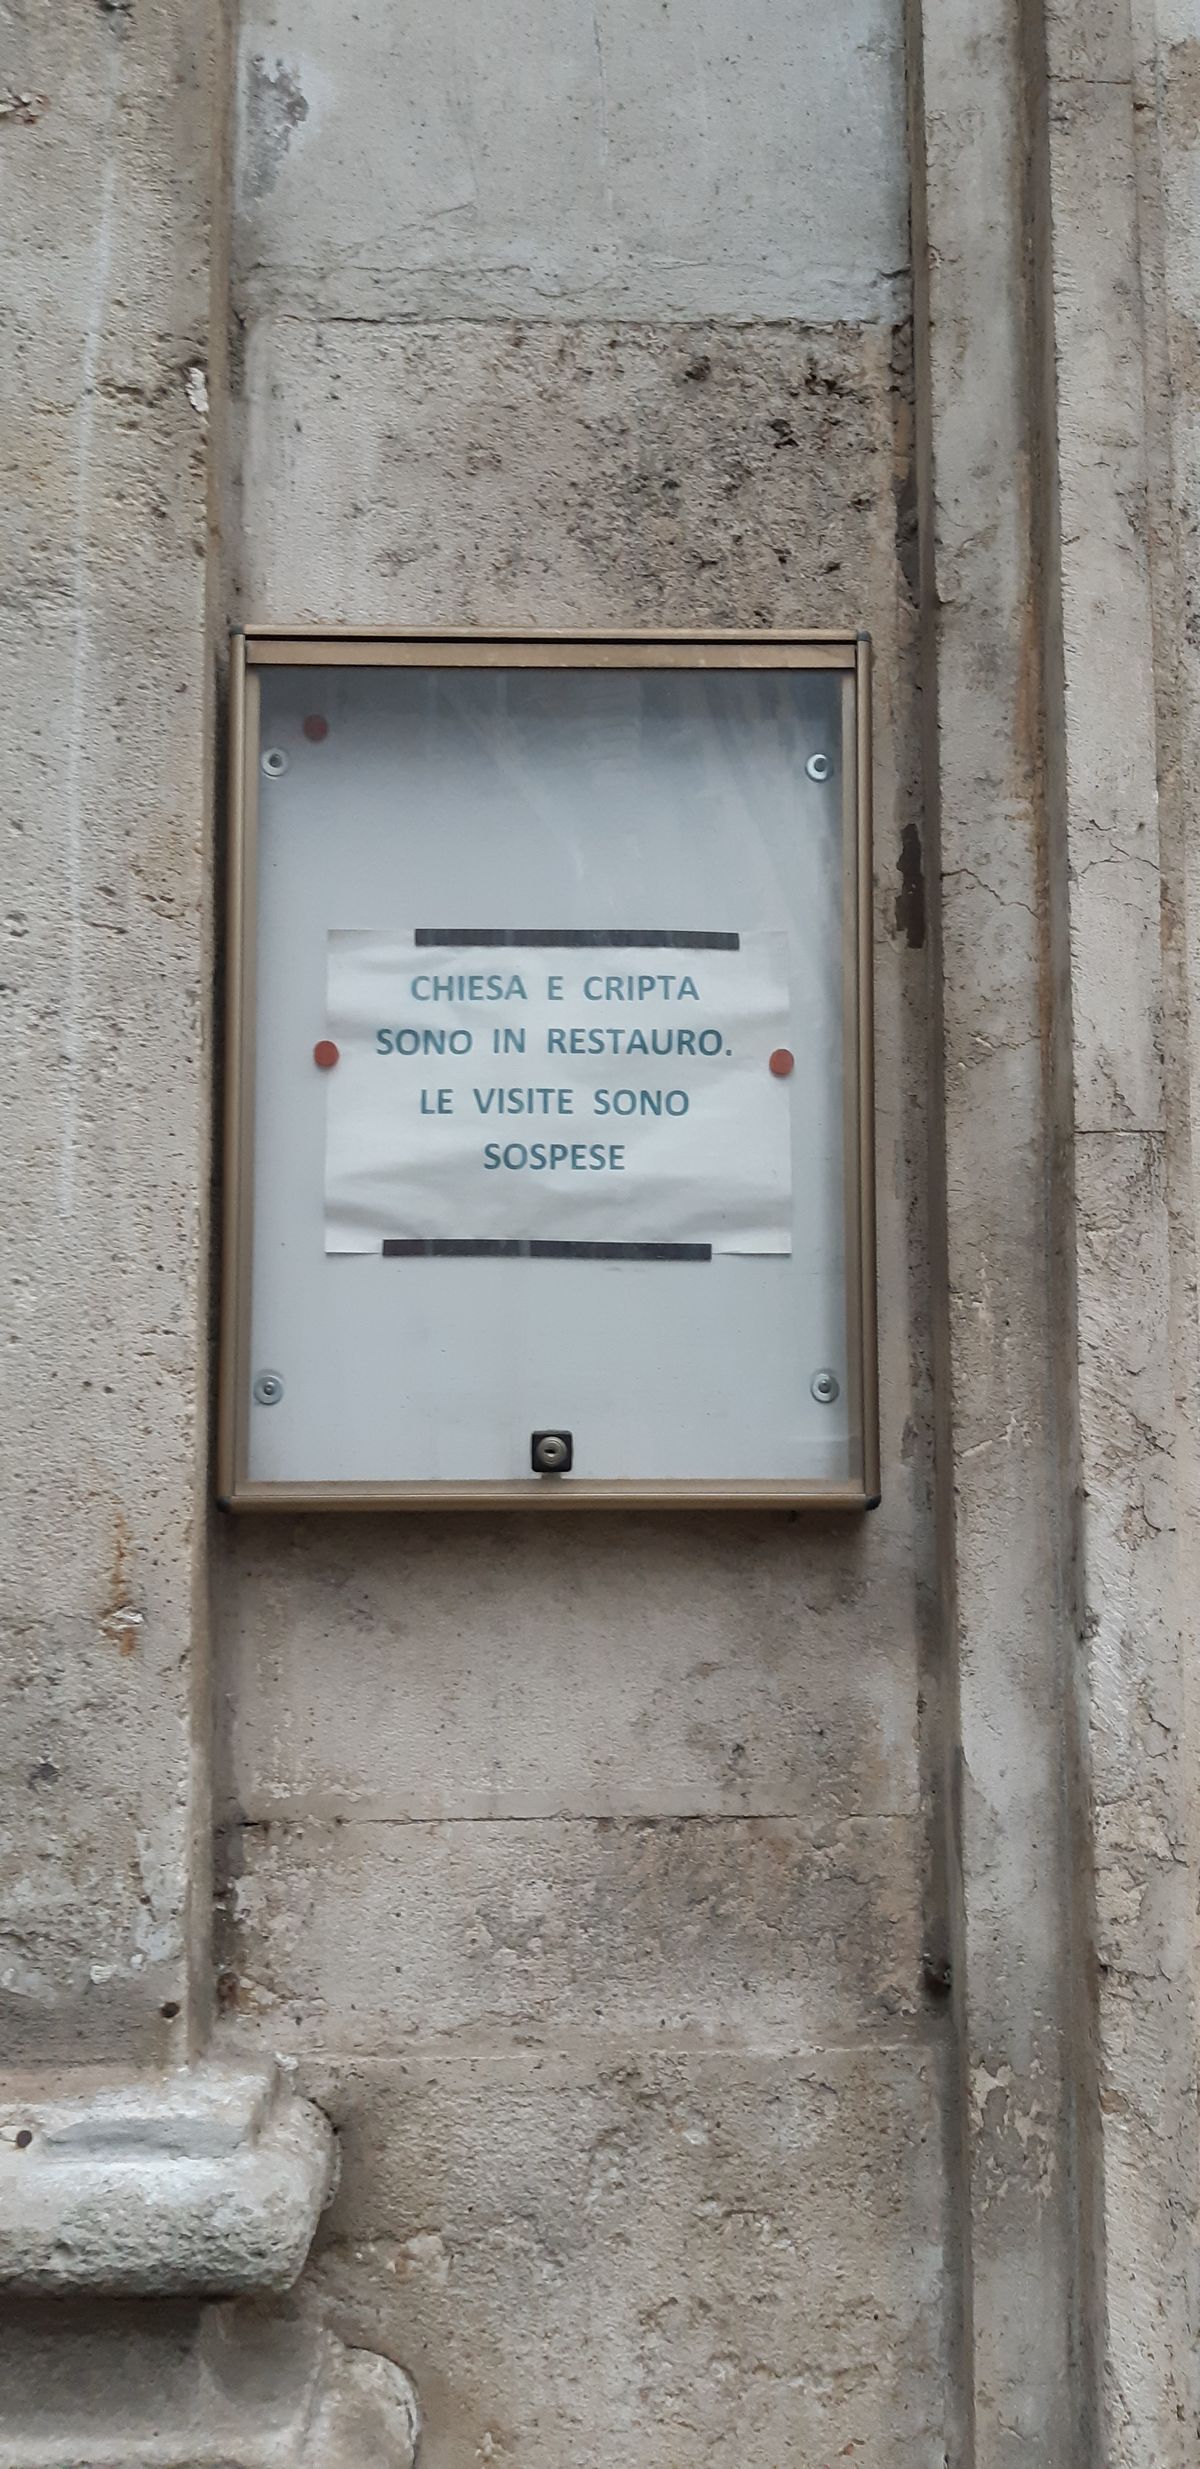 CHIESA E CRIPTA
SONO IN RESTAURO.
LE VISITE SONO
SOSPESE